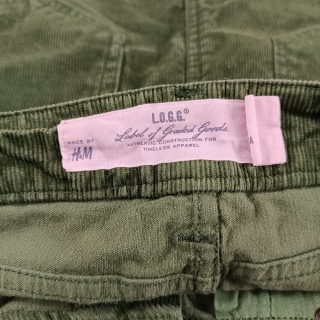 L.O.G.G.®
Label of Graded Goods
MADE BY
H&M
AUTHENTIC CONSTRUCTION FOR
TIMELESS APPAREL